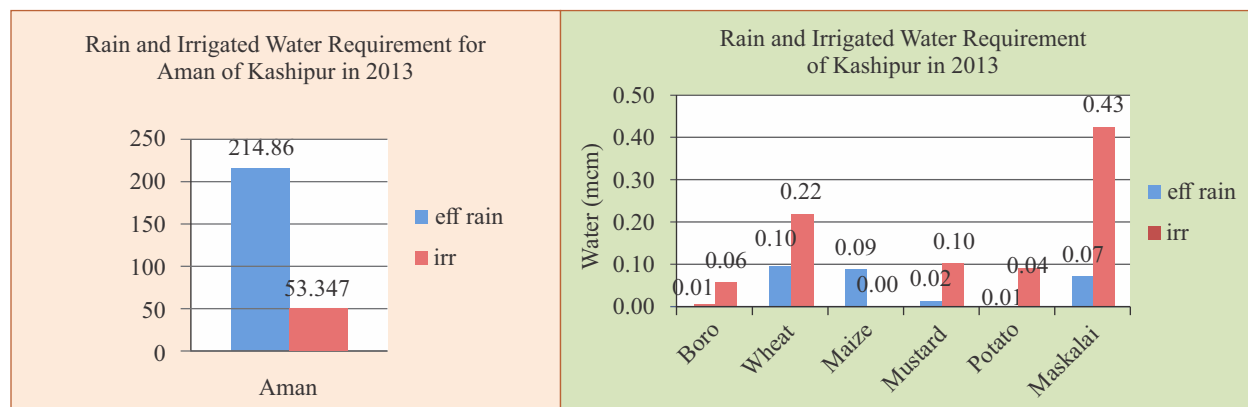 Rain and Irrigated Water Requirement for
Aman of Kashipur in 2013
250
200
150
100
50
0
214.86
53.347
Aman
eff rain
irr
Rain and Irrigated Water Requirement
of Kashipur in 2013
Water (mcm)
0.50
0.40
0.30
0.20
0.10
0.00
0.01
0.06
0.10
0.22
0.09
0.00
0.02
0.10
0.01
0.04
0.07
0.43
Boro
Wheat
Maize
Mustard
Potato
Maskalai
eff rain
irr